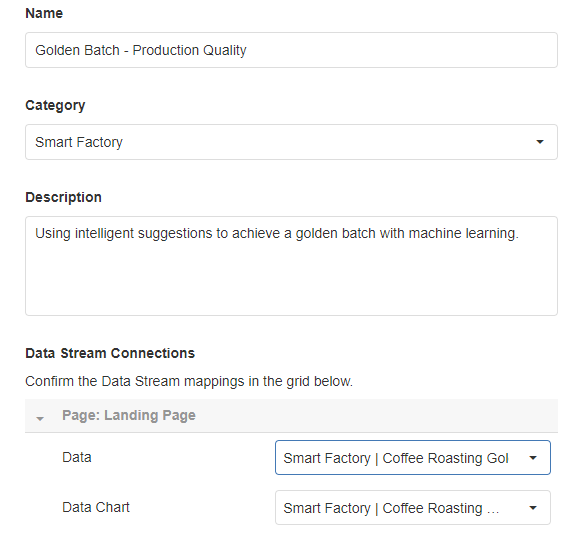 Name
Golden Batch - Production Quality
Category
Smart Factory
Description
Using intelligent suggestions to achieve a golden batch with machine learning.
Data Stream Connections
Confirm the Data Stream mappings in the grid below.
Page: Landing Page
Data
Smart Factory | Coffee Roasting Gol
Data Chart
Smart Factory | Coffee Roasting ...